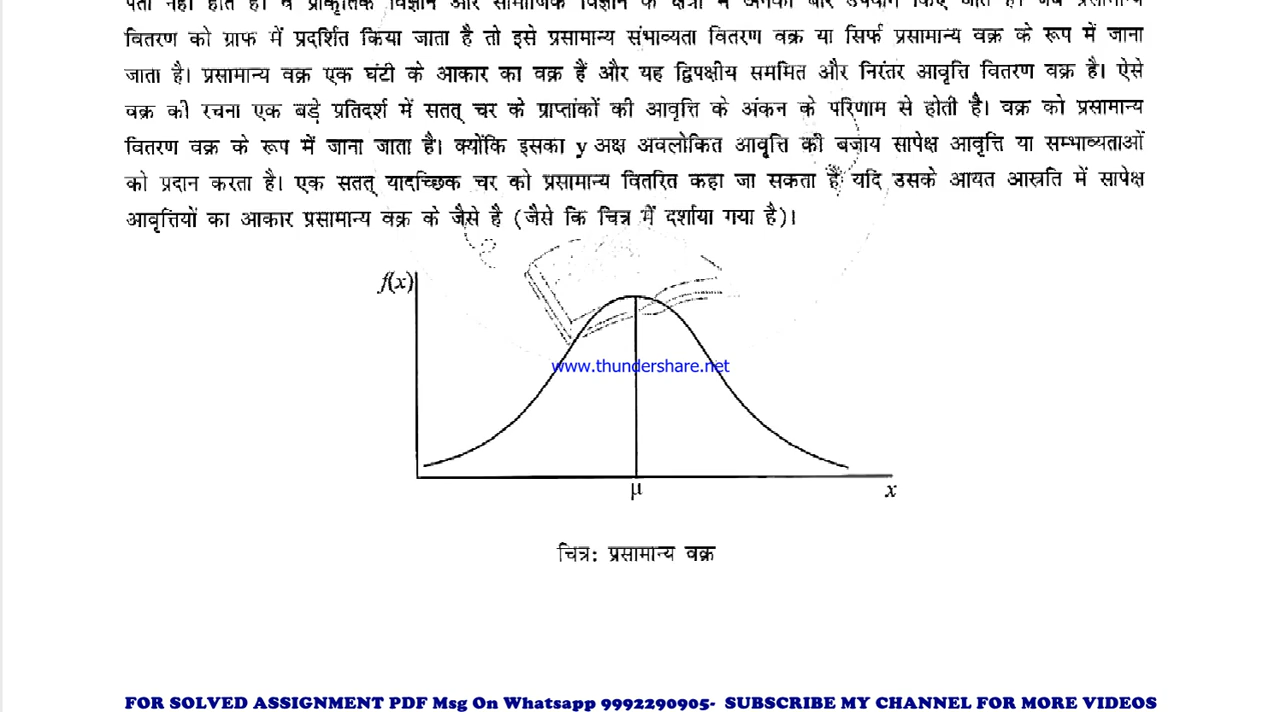 वितरण को ग्राफ में प्रदर्शित किया जाता है तो इसे प्रसामान्य संभाव्यता वितरण वक्र या सिर्फ प्रसामान्य वक्र के रूप में जाना
जाता है। प्रसामान्य वक्र एक घंटी के आकार का वक्र हैं और यह द्विपक्षीय सममित और निरंतर आवृत्ति वितरण वक्र है। ऐसे
वक्र की रचना एक बड़े प्रतिदर्श में सतत् चर के प्राप्तांकों की आवृत्ति के अंकन के परिणाम से होती है। वक्र को प्रसामान्य
वितरण वक्र के रूप में जाना जाता है। क्योंकि इसका y अक्ष अवलोकित आवृत्ति की बजाय सापेक्ष आवृत्ति या सम्भाव्यताओं
को प्रदान करता है। एक सतत् यादच्छिक चर को प्रसामान्य वितरित कहा जा सकता हैं यदि उसके आयत में सापेक्ष
आवृत्तियों का आकार प्रसामान्य वक्र के जैसे है (जैसे कि चित्र में दर्शाया गया है)।
f(x)
www.thundershare.net
μ
x
चित्र: प्रसामान्य वक्र
FOR SOLVED ASSIGNMENT PDF Msg On Whatsapp 9992290905- SUBSCRIBE MY CHANNEL FOR MORE VIDEOS